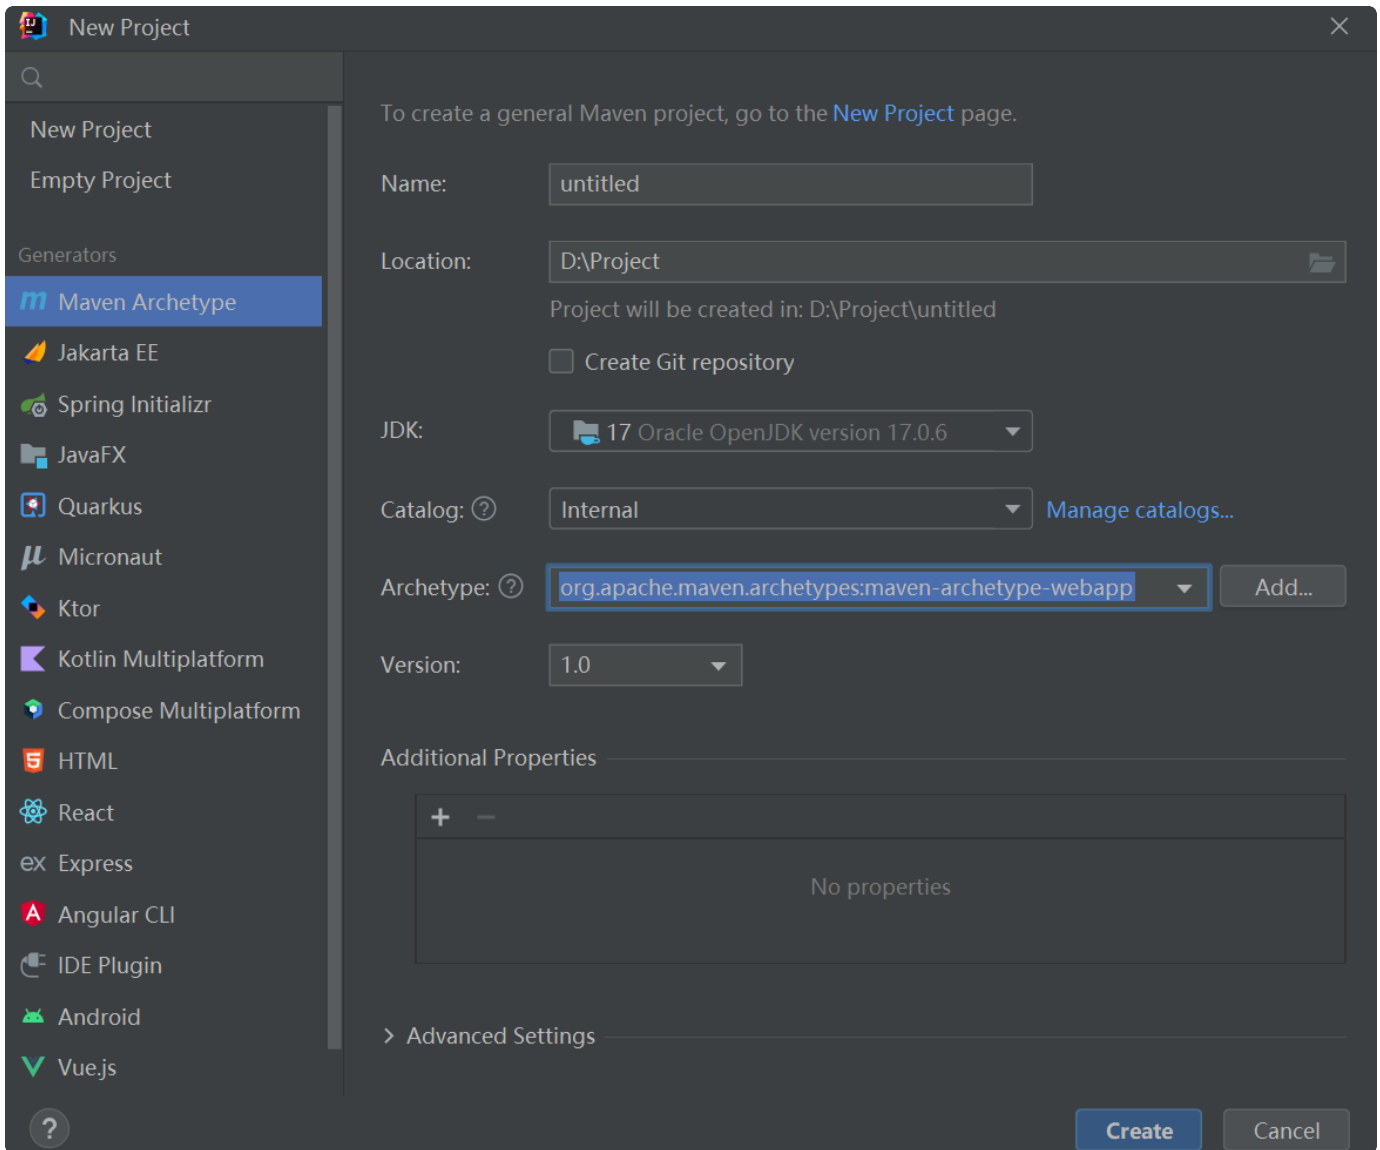 New Project
New Project
Empty Project
Generators
Maven Archetype
Jakarta EE
Spring Initializr
JavaFX
Quarkus
Micronaut
Ktor
Kotlin Multiplatform
Compose Multiplatform
HTML
React
ex Express
Angular CLI
IDE Plugin
Android
Vue.js
To create a general Maven project, go to the New Project page.
Name: untitled
Location: D:\Project
Project will be created in: D:\Project\untitled
Create Git repository
JDK: 17 Oracle OpenJDK version 17.0.6
Catalog: ? Internal Manage catalogs...
Archetype: ? org.apache.maven.archetypes:maven-archetype-webapp Add...
Version: 1.0
Additional Properties
No properties
Advanced Settings
? Create Cancel